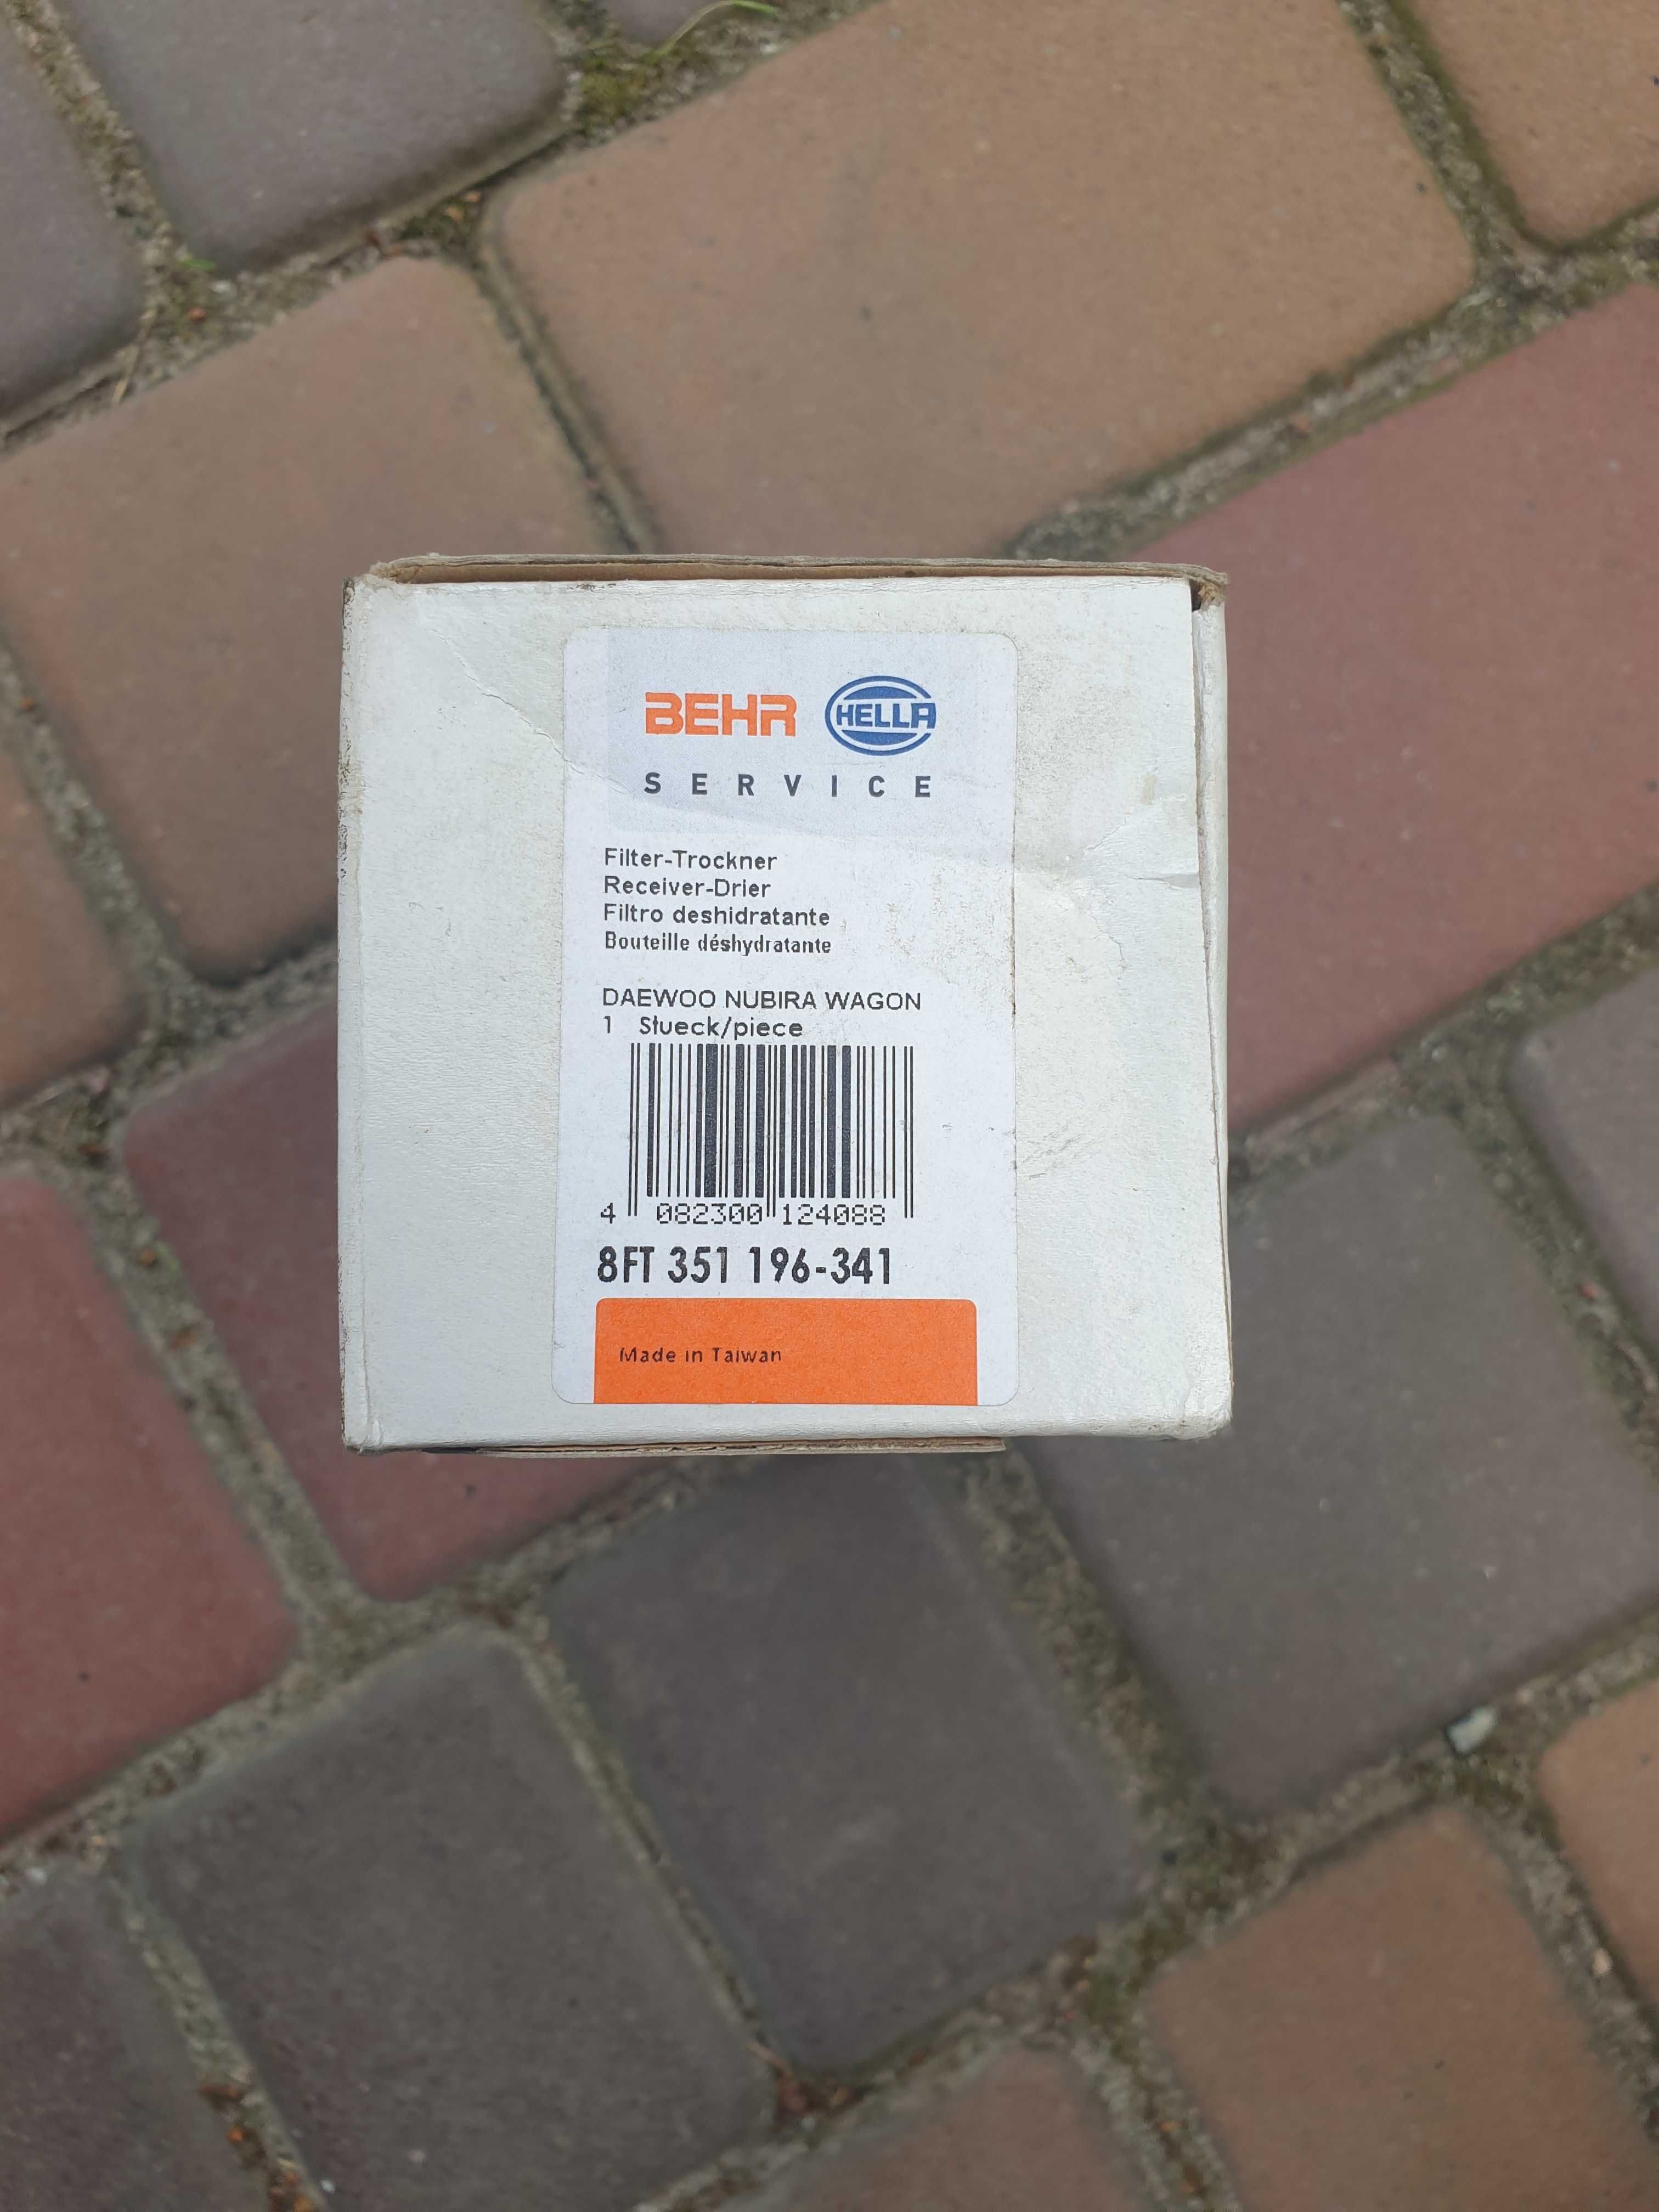 BEHR HELLA
SERVICE
Filter-Trockner
Receiver-Drier
Filtro deshidratante
Bouteille déshydratante
DAEWOO NUBIRA WAGON
1 Stueck/piece
4 082300 124088
8FT 351 196-341
Made in Taiwan